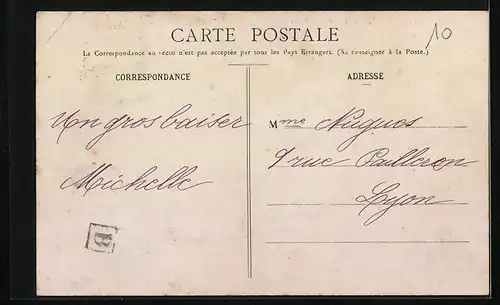 CARTE POSTALE
10
La Correspondance au recto n'est pas acceptée par tous les Pays Etrangers. (Se renseigner à la Poste.)
CORRESPONDANCE
Un gros baiser
Michelle
B
ADRESSE
Mme Nugues
9 rue Pailleron
Lyon